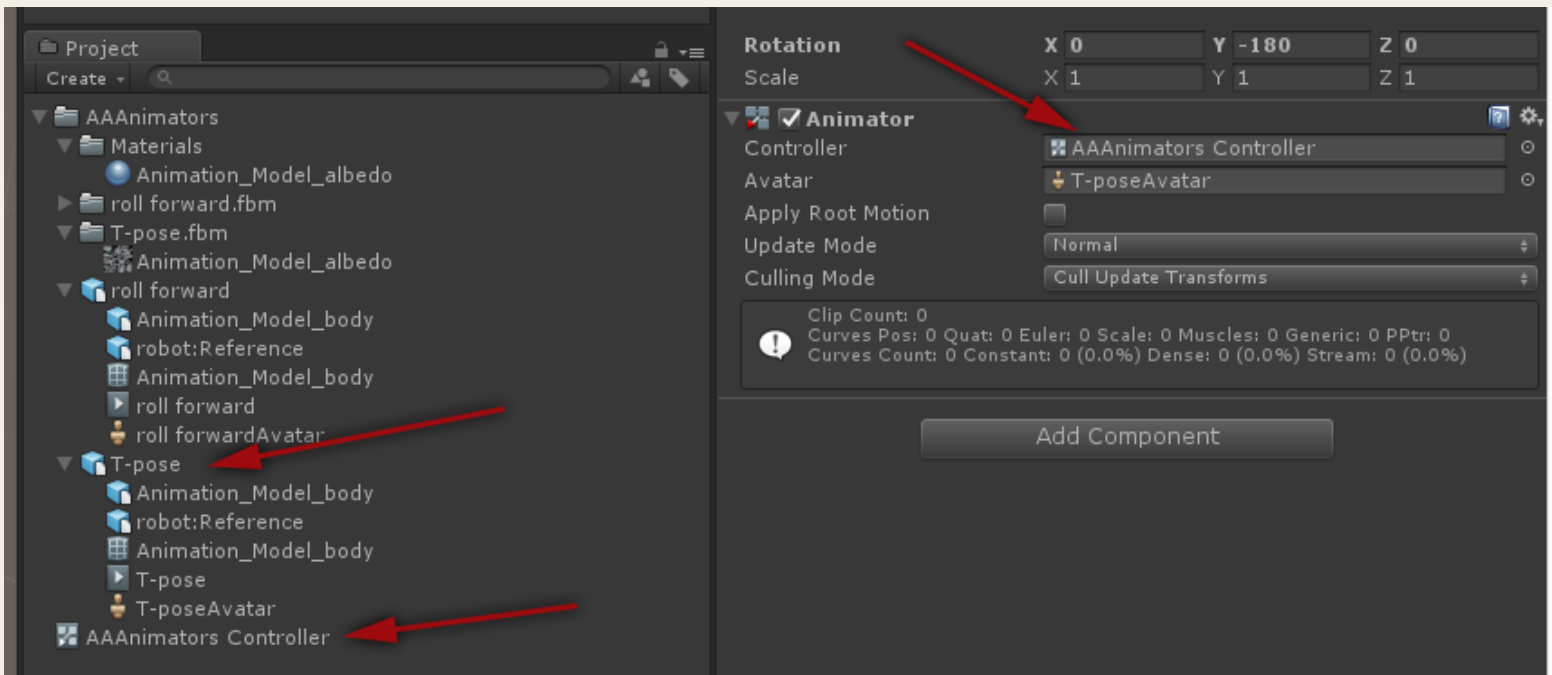 Project
Create
AAAnimators
Materials
Animation_Model_albedo
roll forward.fbm
T-pose.fbm
Animation_Model_albedo
roll forward
Animation_Model_body
robot:Reference
Animation_Model_body
roll forward
roll forwardAvatar
T-pose
Animation_Model_body
robot:Reference
Animation_Model_body
T-pose
T-poseAvatar
AAAnimators Controller
Rotation X 0 Y -180 Z 0
Scale X 1 Y 1 Z 1
Animator
Controller AAAnimators Controller
Avatar T-poseAvatar
Apply Root Motion
Update Mode Normal
Culling Mode Cull Update Transforms
Clip Count: 0
Curves Pos: 0 Quat: 0 Euler: 0 Scale: 0 Muscles: 0 Generic: 0 PPtr: 0
Curves Count: 0 Constant: 0 (0.0%) Dense: 0 (0.0%) Stream: 0 (0.0%)
Add Component